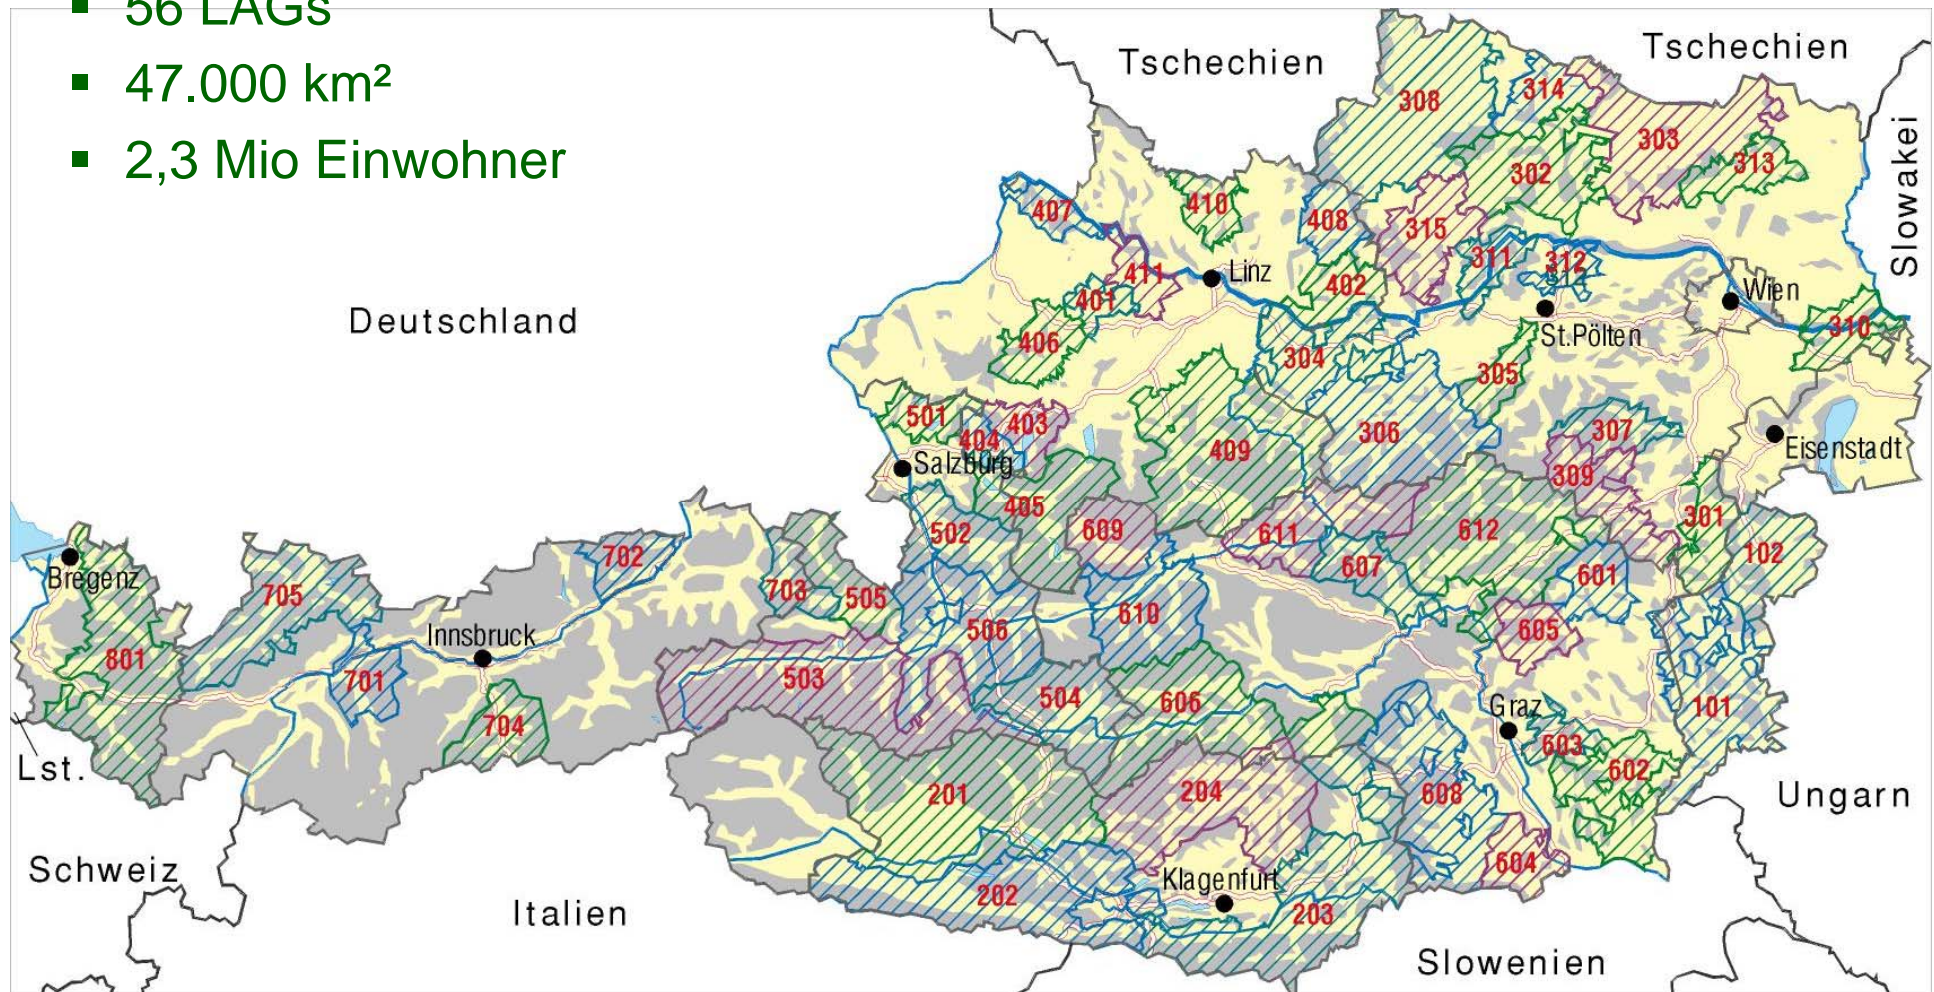 56 LAGs
47.000 km²
2,3 Mio Einwohner
Tschechien
Tschechien
Slowakei
Deutschland
Schweiz
Italien
Slowenien
Ungarn
Lst.
Linz
Wien
St.Pölten
Eisenstadt
Salzburg
Bregenz
Innsbruck
Graz
Klagenfurt
308
314
303
313
302
315
311
312
312
310
304
305
306
307
309
301
407
410
408
411
401
402
406
403
404
409
405
501
502
505
506
503
504
609
611
612
607
601
610
605
606
603
602
608
604
102
101
702
703
705
701
704
801
201
204
202
203